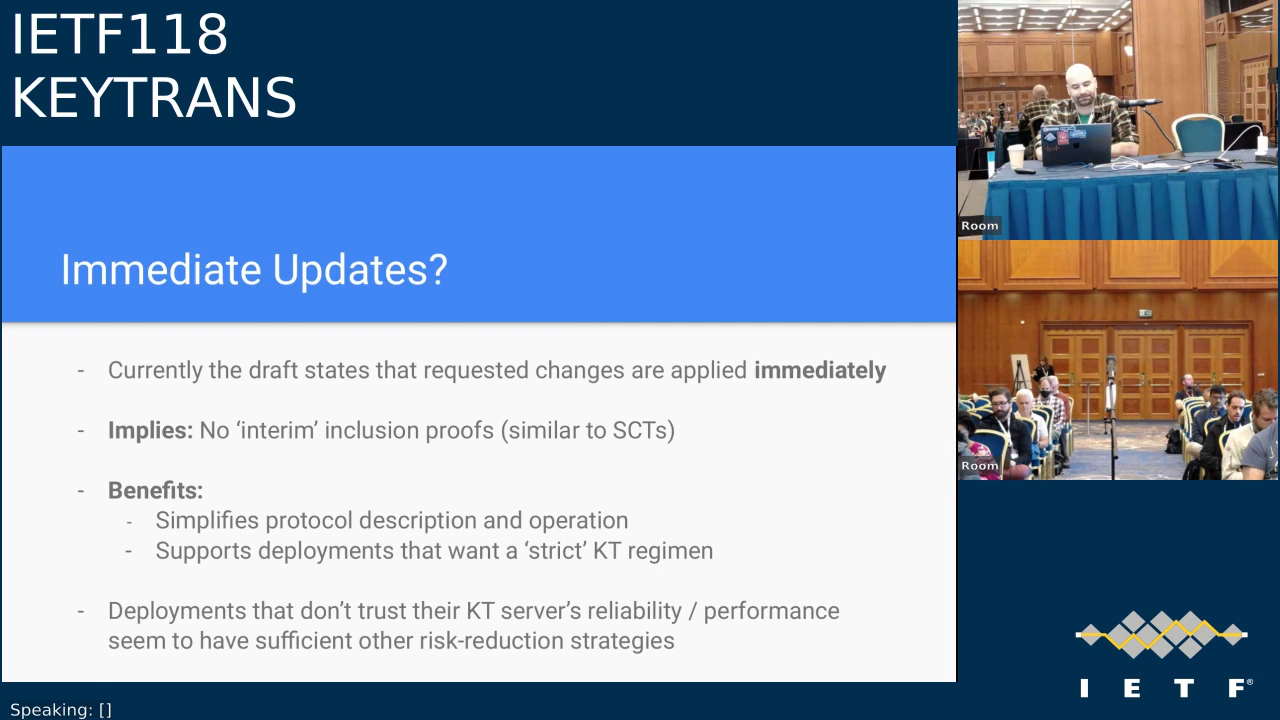 IETF118
KEYTRANS
Immediate Updates?
- Currently the draft states that requested changes are applied immediately
- Implies: No ‘interim’ inclusion proofs (similar to SCTs)
- Benefits:
- Simplifies protocol description and operation
- Supports deployments that want a ‘strict’ KT regimen
- Deployments that don’t trust their KT server’s reliability / performance
seem to have sufficient other risk-reduction strategies
Room
Room
I E T F®
Speaking: []